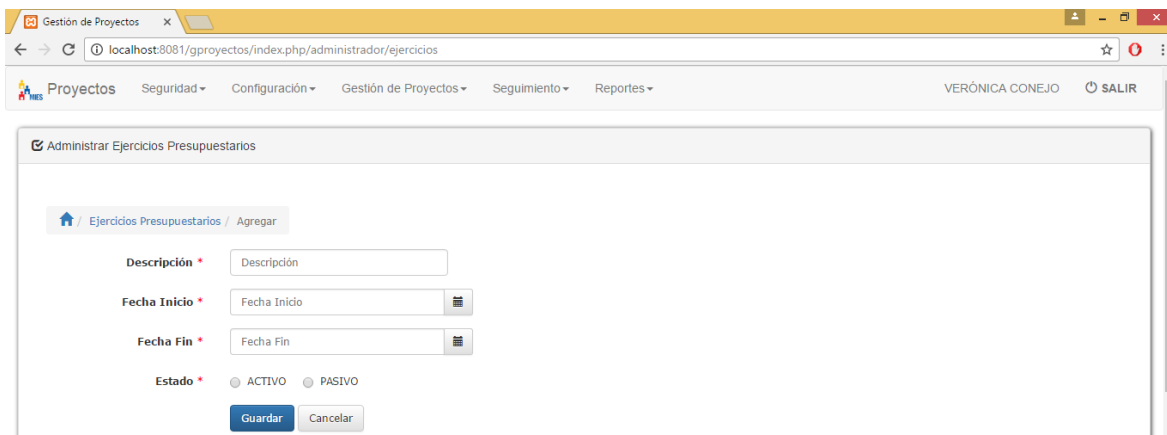 Gestión de Proyectos
localhost:8081/gproyectos/index.php/administrador/ejercicios
MIES Proyectos Seguridad Configuración Gestión de Proyectos Seguimiento Reportes VERÓNICA CONEJO SALIR
Administrar Ejercicios Presupuestarios
/ Ejercicios Presupuestarios / Agregar
Descripción * Descripción
Fecha Inicio * Fecha Inicio
Fecha Fin * Fecha Fin
Estado * ACTIVO PASIVO
Guardar Cancelar